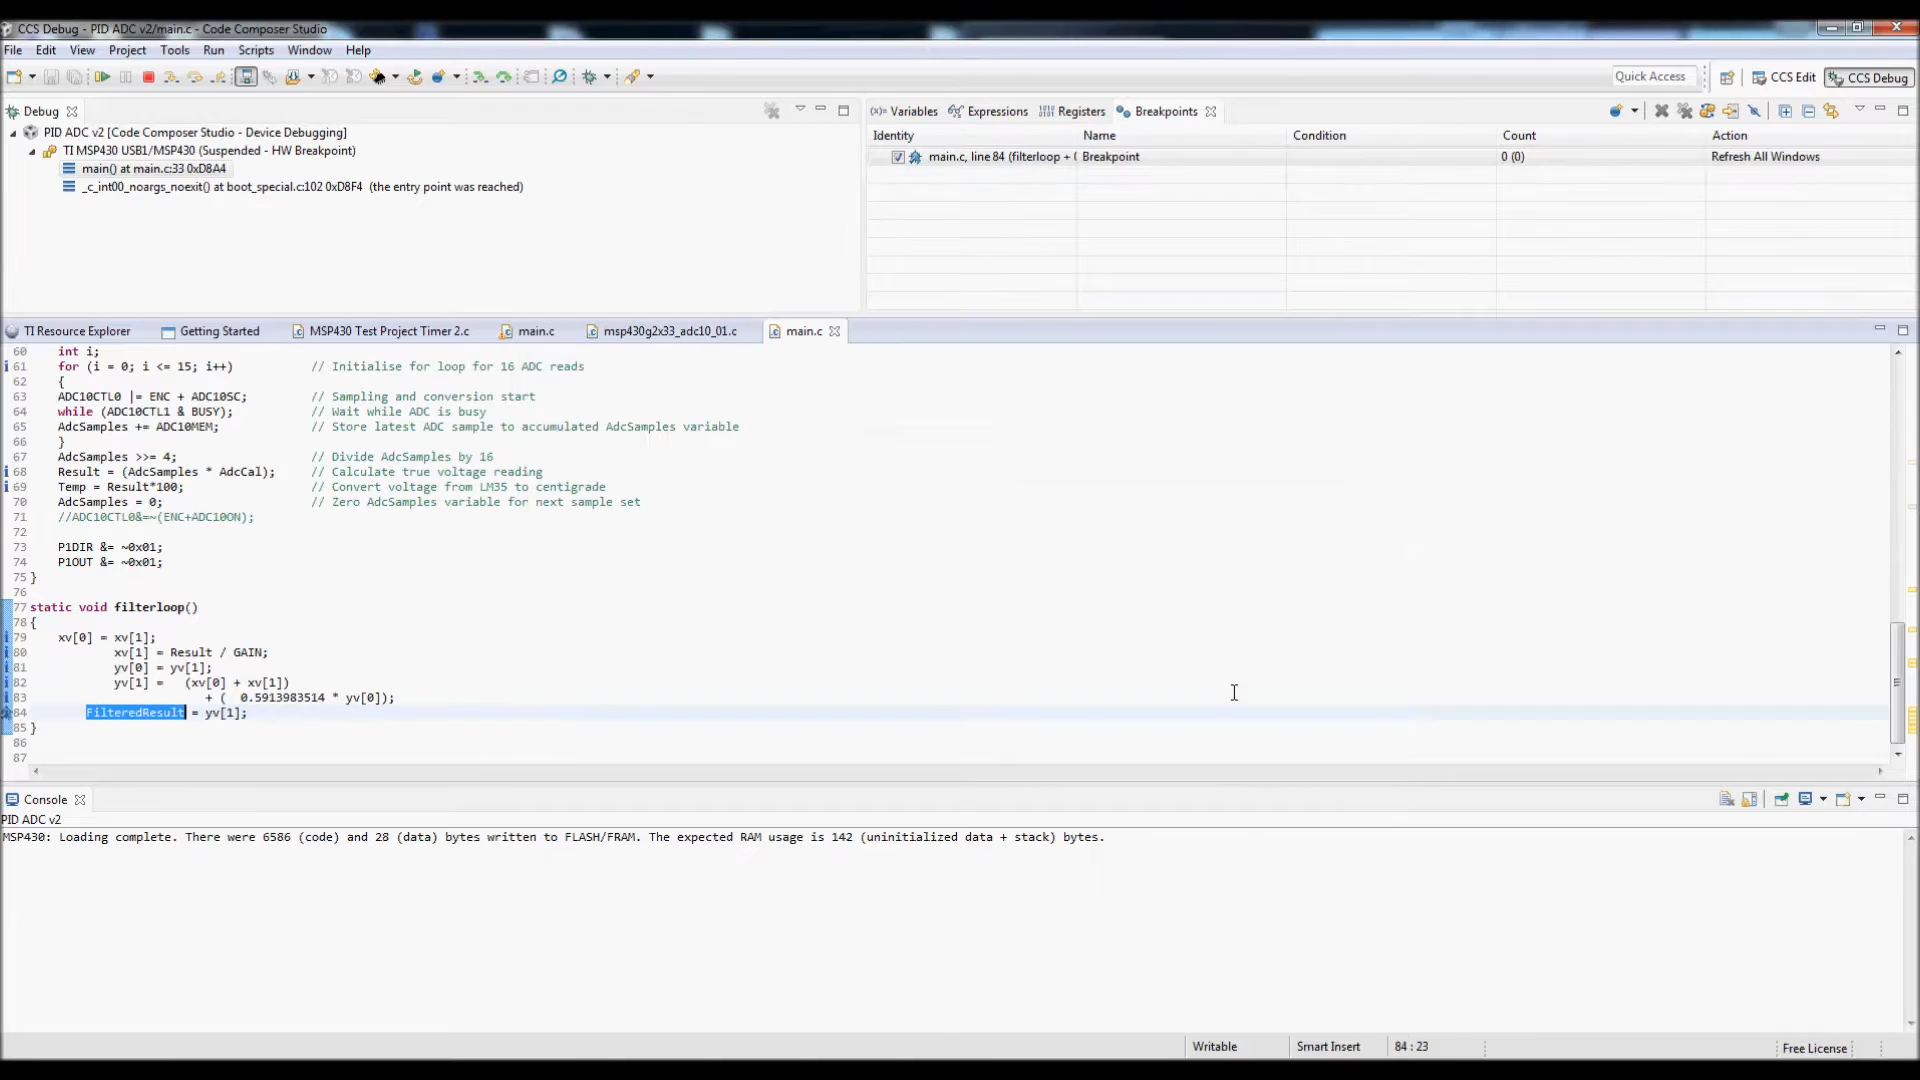 CCS Debug - PID ADC v2/main.c - Code Composer Studio
File Edit View Project Tools Run Scripts Window Help
Quick Access CCS Edit CCS Debug
Debug
PID ADC v2 [Code Composer Studio - Device Debugging]
TI MSP430 USB1/MSP430 (Suspended - HW Breakpoint)
main() at main.c:33 0xD8A4
_c_int00_noargs_noexit() at boot_special.c:102 0xD8F4 (the entry point was reached)
(x)= Variables Expressions Registers Breakpoints
Identity Name Condition Count Action
main.c, line 84 (filterloop + ( Breakpoint 0 (0) Refresh All Windows
TI Resource Explorer Getting Started MSP430 Test Project Timer 2.c main.c msp430g2x33_adc10_01.c main.c
60 int i;
61 for (i = 0; i <= 15; i++) // Initialise for loop for 16 ADC reads
62 {
63 ADC10CTL0 |= ENC + ADC10SC; // Sampling and conversion start
64 while (ADC10CTL1 & BUSY); // Wait while ADC is busy
65 AdcSamples += ADC10MEM; // Store latest ADC sample to accumulated AdcSamples variable
66 }
67 AdcSamples >>= 4; // Divide AdcSamples by 16
68 Result = (AdcSamples * AdcCal); // Calculate true voltage reading
69 Temp = Result*100; // Convert voltage from LM35 to centigrade
70 AdcSamples = 0; // Zero AdcSamples variable for next sample set
71 //ADC10CTL0&=~(ENC+ADC10ON);
72
73 P1DIR &= ~0x01;
74 P1OUT &= ~0x01;
75 }
76
77 static void filterloop()
78 {
79 xv[0] = xv[1];
80 xv[1] = Result / GAIN;
81 yv[0] = yv[1];
82 yv[1] = (xv[0] + xv[1])
83 + ( 0.5913983514 * yv[0]);
84 FilteredResult = yv[1];
85 }
86
87
Console
PID ADC v2
MSP430: Loading complete. There were 6586 (code) and 28 (data) bytes written to FLASH/FRAM. The expected RAM usage is 142 (uninitialized data + stack) bytes.
Writable Smart Insert 84 : 23 Free License